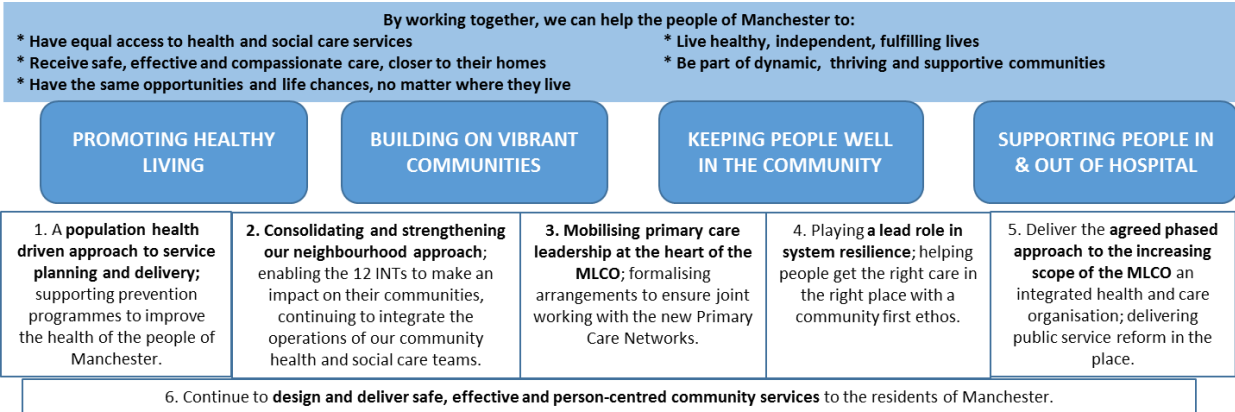 By working together, we can help the people of Manchester to:
* Have equal access to health and social care services
* Receive safe, effective and compassionate care, closer to their homes
* Have the same opportunities and life chances, no matter where they live
* Live healthy, independent, fulfilling lives
* Be part of dynamic, thriving and supportive communities
PROMOTING HEALTHY
LIVING
BUILDING ON VIBRANT
COMMUNITIES
KEEPING PEOPLE WELL
IN THE COMMUNITY
SUPPORTING PEOPLE IN
& OUT OF HOSPITAL
1. A population health
driven approach to service
planning and delivery;
supporting prevention
programmes to improve
the health of the people of
Manchester.
2. Consolidating and strengthening
our neighbourhood approach;
enabling the 12 INTs to make an
impact on their communities,
continuing to integrate the
operations of our community
health and social care teams.
3. Mobilising primary care
leadership at the heart of the
MLCO; formalising
arrangements to ensure joint
working with the new Primary
Care Networks.
4. Playing a lead role in
system resilience; helping
people get the right care in
the right place with a
community first ethos.
5. Deliver the agreed phased
approach to the increasing
scope of the MLCO an
integrated health and care
organisation; delivering
public service reform in the
place.
6. Continue to design and deliver safe, effective and person-centred community services to the residents of Manchester.